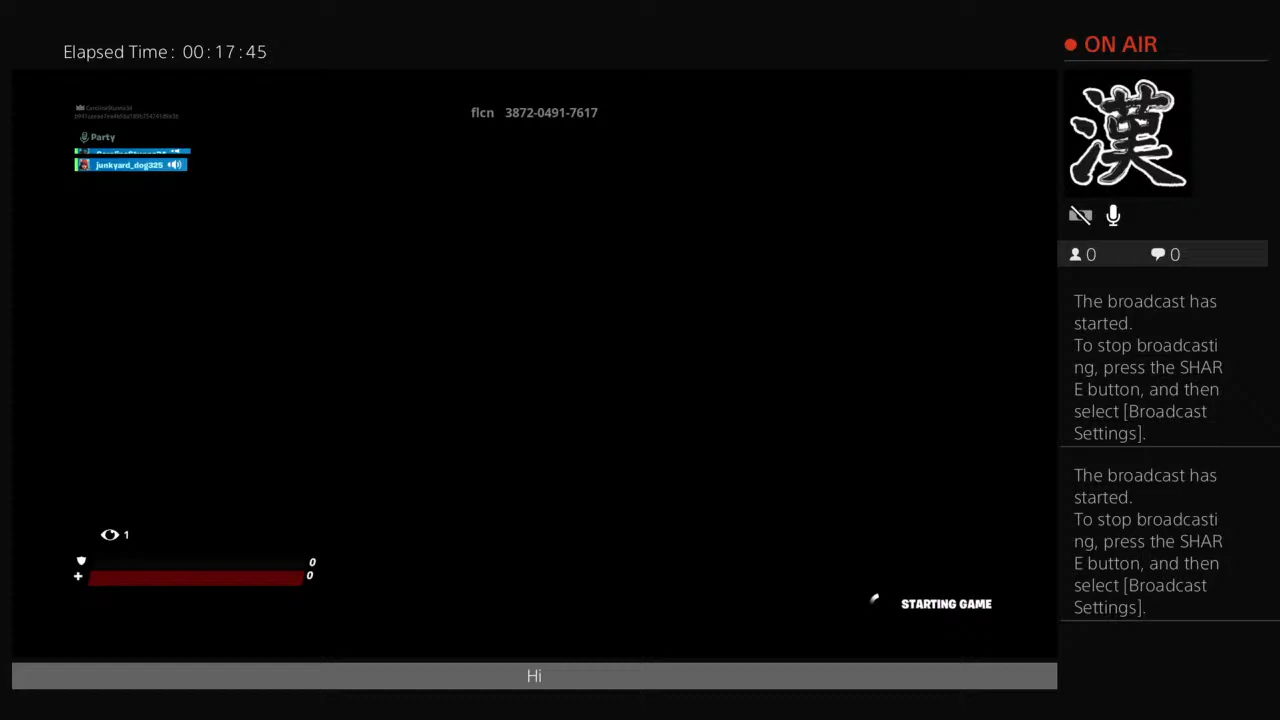 Elapsed Time: 00:17:45
ON AIR
flcn 3872-0491-7617
漢
Party
junkyard_dog325
0
0
The broadcast has
started.
To stop broadcasti
ng, press the SHAR
E button, and then
select [Broadcast
Settings].
The broadcast has
started.
To stop broadcasti
ng, press the SHAR
E button, and then
select [Broadcast
Settings].
1
0
0
STARTING GAME
Hi